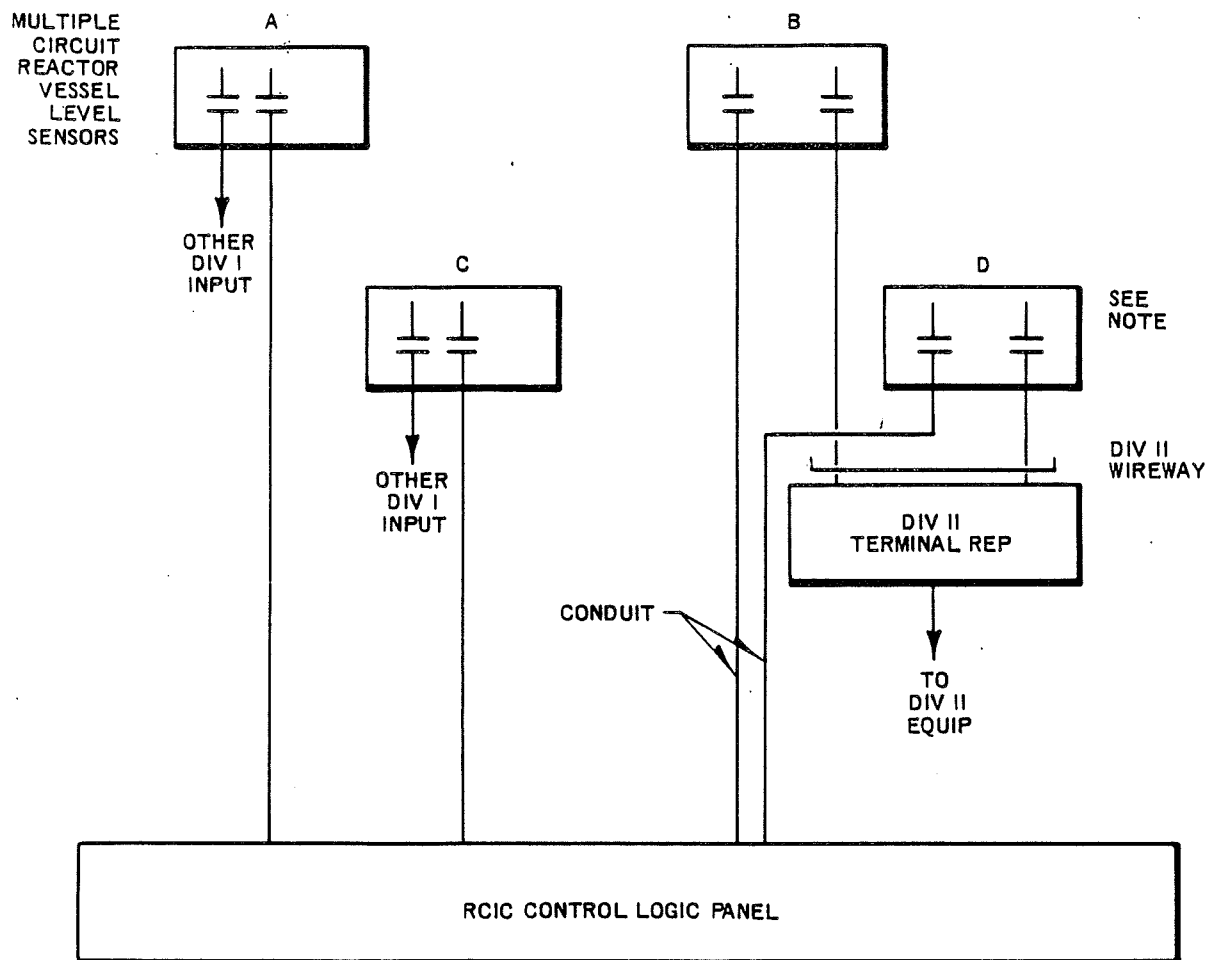 MULTIPLE
CIRCUIT
REACTOR
VESSEL
LEVEL
SENSORS
A
B
OTHER
DIV I
INPUT
C
D
SEE
NOTE
OTHER
DIV I
INPUT
DIV II
WIREWAY
DIV II
TERMINAL REP
CONDUIT
TO
DIV II
EQUIP
RCIC CONTROL LOGIC PANEL